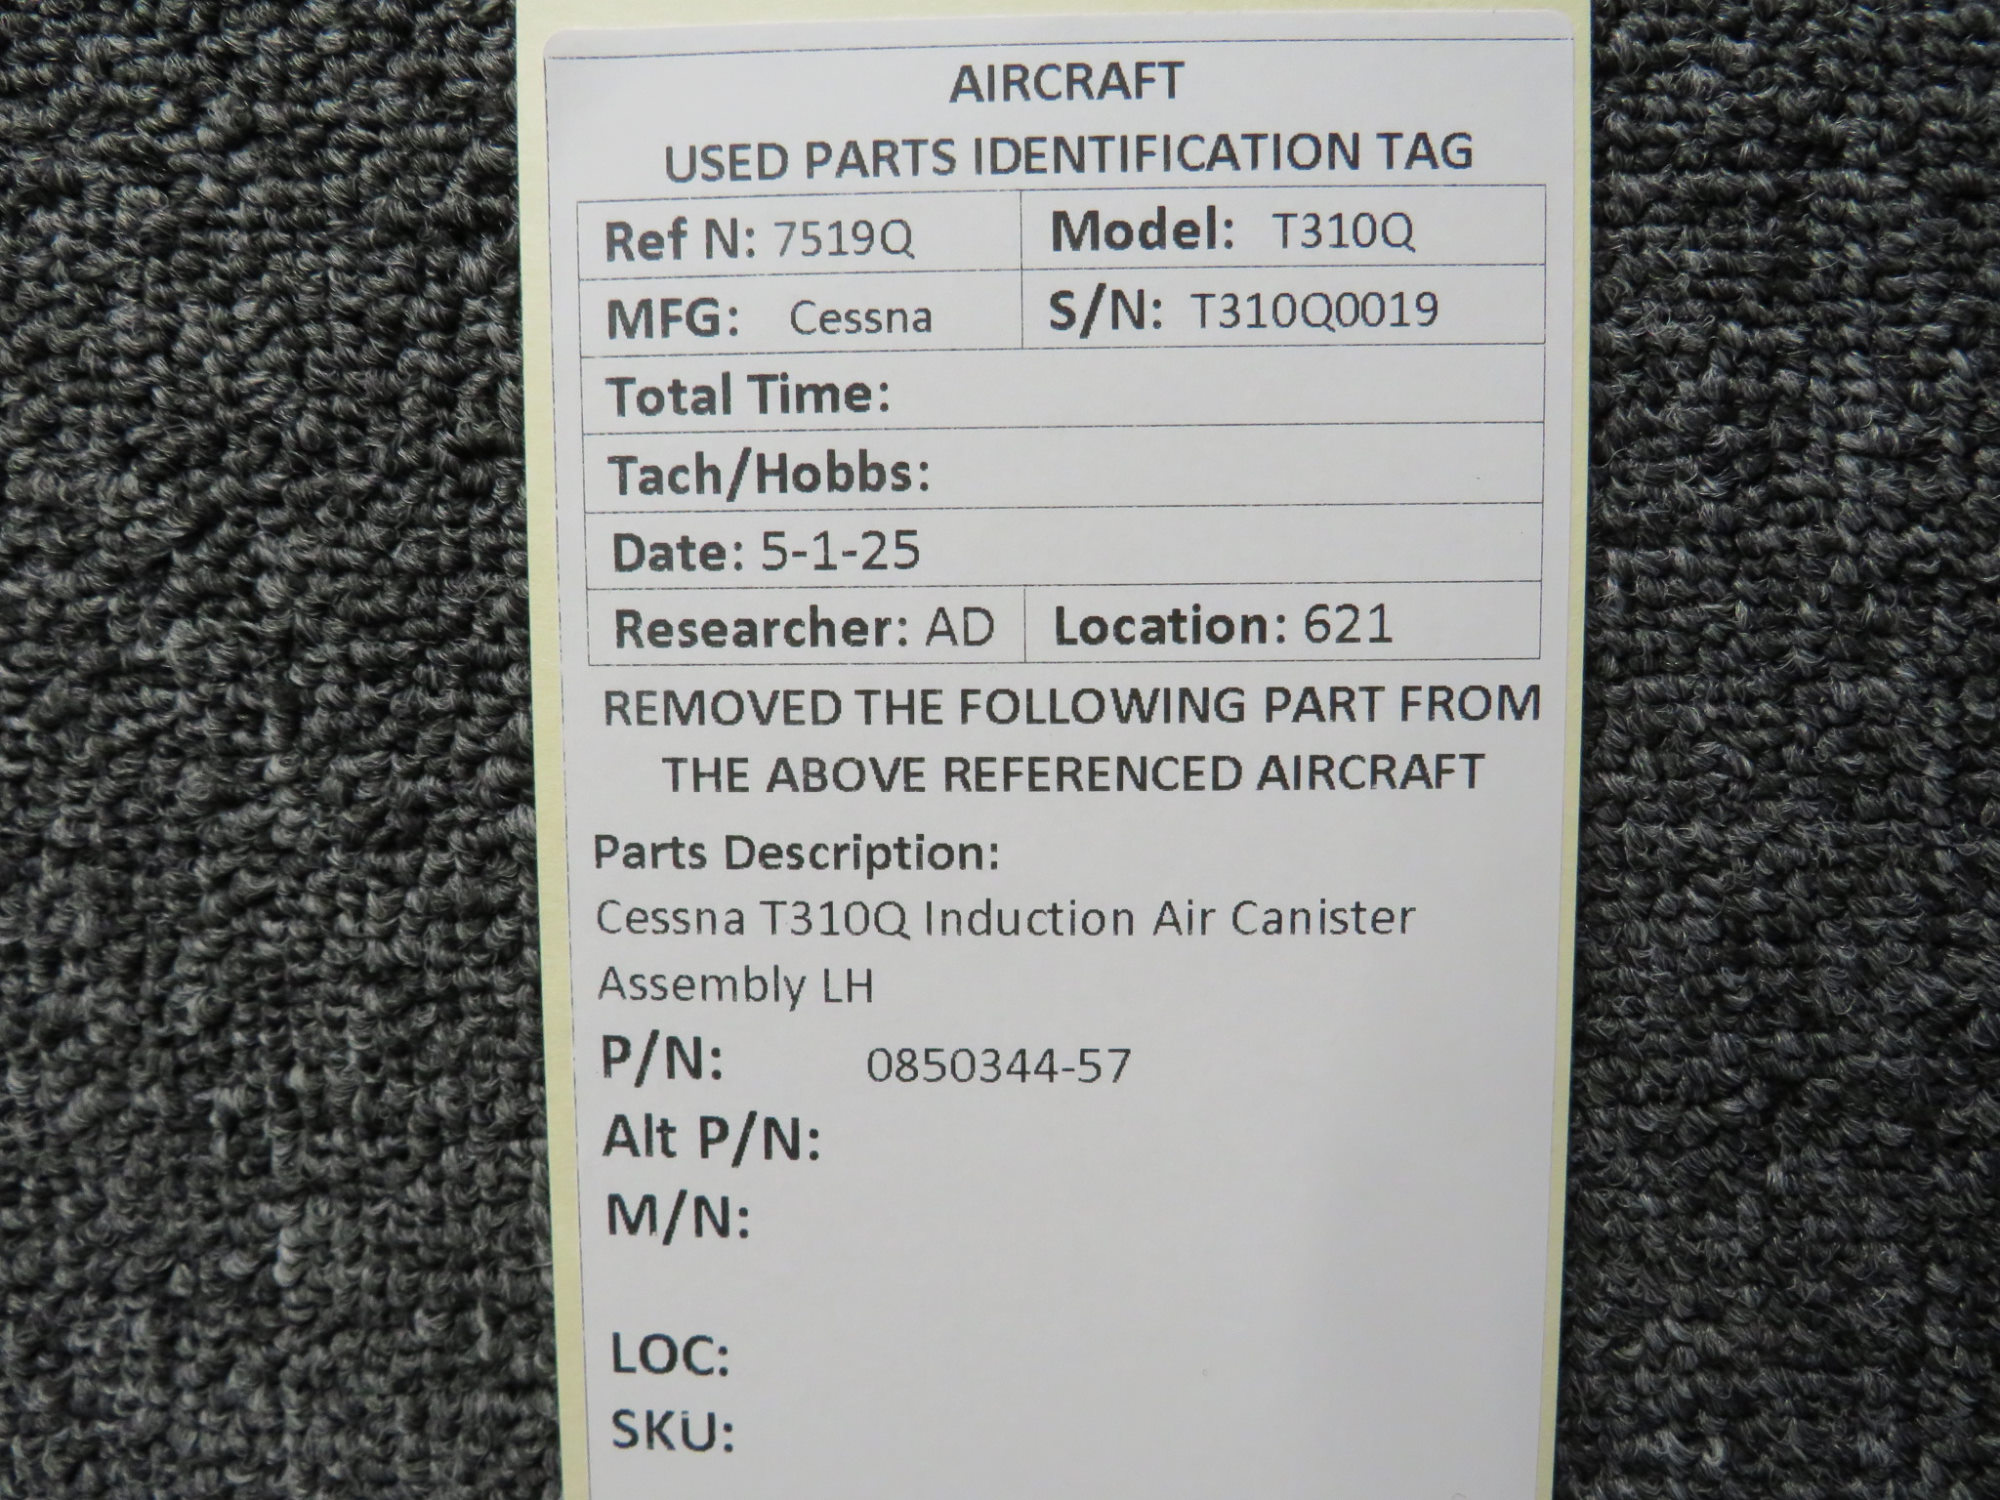 AIRCRAFT
USED PARTS IDENTIFICATION TAG
Ref N: 7519Q Model: T310Q
MFG: Cessna S/N: T310Q0019
Total Time:
Tach/Hobbs:
Date: 5-1-25
Researcher: AD Location: 621
REMOVED THE FOLLOWING PART FROM
THE ABOVE REFERENCED AIRCRAFT
Parts Description:
Cessna T310Q Induction Air Canister
Assembly LH
P/N: 0850344-57
Alt P/N:
M/N:
LOC:
SKU: